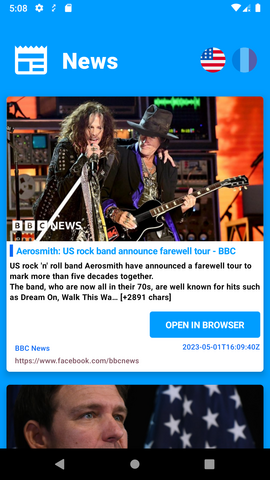 5:08
News
BBC NEWS
Aerosmith: US rock band announce farewell tour - BBC
US rock 'n' roll band Aerosmith have announced a farewell tour to
mark more than five decades together.
The band, who are now all in their 70s, are well known for hits such
as Dream On, Walk This Wa… [+2891 chars]
OPEN IN BROWSER
BBC News
2023-05-01T16:09:40Z
https://www.facebook.com/bbcnews